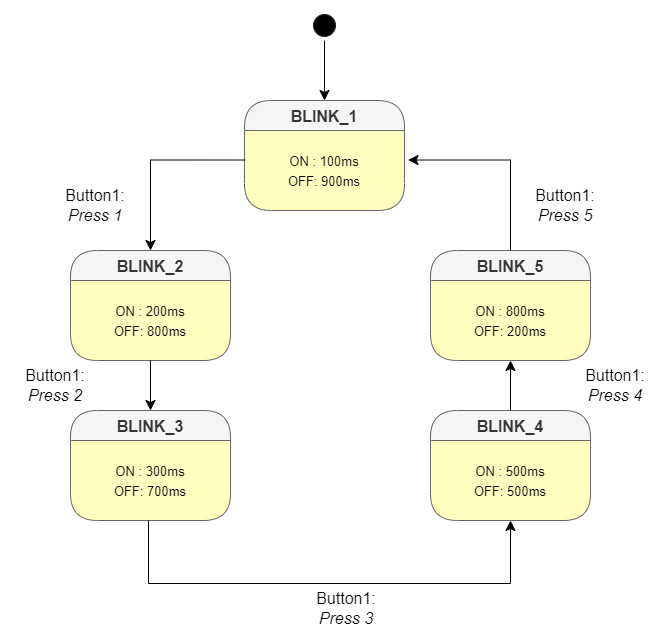 BLINK_1
ON : 100ms
OFF: 900ms
Button1:
Press 1
Button1:
Press 5
BLINK_2
ON : 200ms
OFF: 800ms
BLINK_5
ON : 800ms
OFF: 200ms
Button1:
Press 2
Button1:
Press 4
BLINK_3
ON : 300ms
OFF: 700ms
BLINK_4
ON : 500ms
OFF: 500ms
Button1:
Press 3